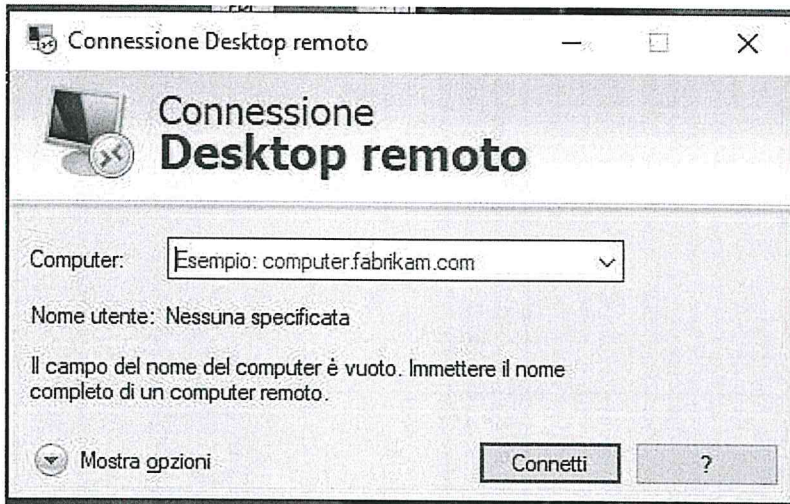 Connessione Desktop remoto
Connessione
Desktop remoto
Computer:
Esempio: computer.fabrikam.com
Nome utente: Nessuna specificata
Il campo del nome del computer è vuoto. Immettere il nome
completo di un computer remoto.
Mostra opzioni
Connetti
?